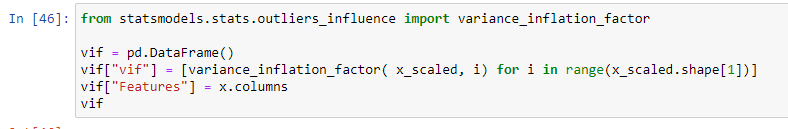 In [46]: from statsmodels.stats.outliers_influence import variance_inflation_factor
vif = pd.DataFrame()
vif["vif"] = [variance_inflation_factor( x_scaled, i) for i in range(x_scaled.shape[1])]
vif["Features"] = x.columns
vif